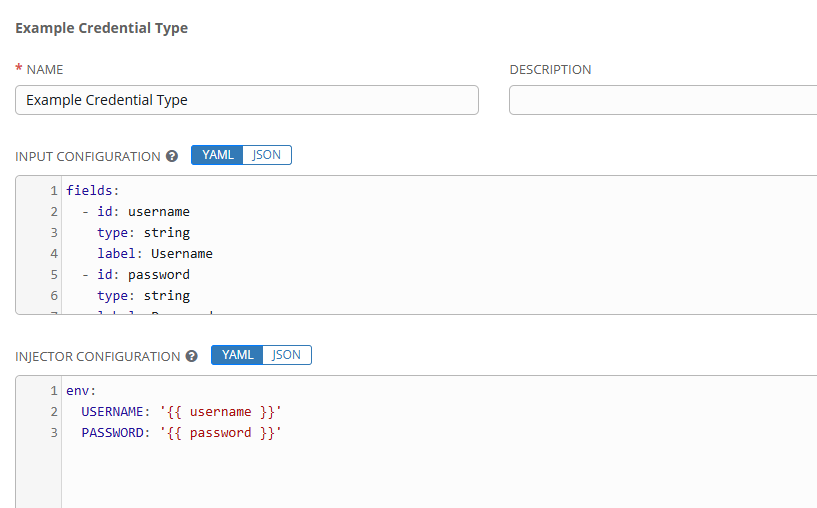 Example Credential Type
* NAME
DESCRIPTION
Example Credential Type
INPUT CONFIGURATION ? YAML JSON
1 fields:
2   - id: username
3     type: string
4     label: Username
5   - id: password
6     type: string
INJECTOR CONFIGURATION ? YAML JSON
1 env:
2   USERNAME: '{{ username }}'
3   PASSWORD: '{{ password }}'